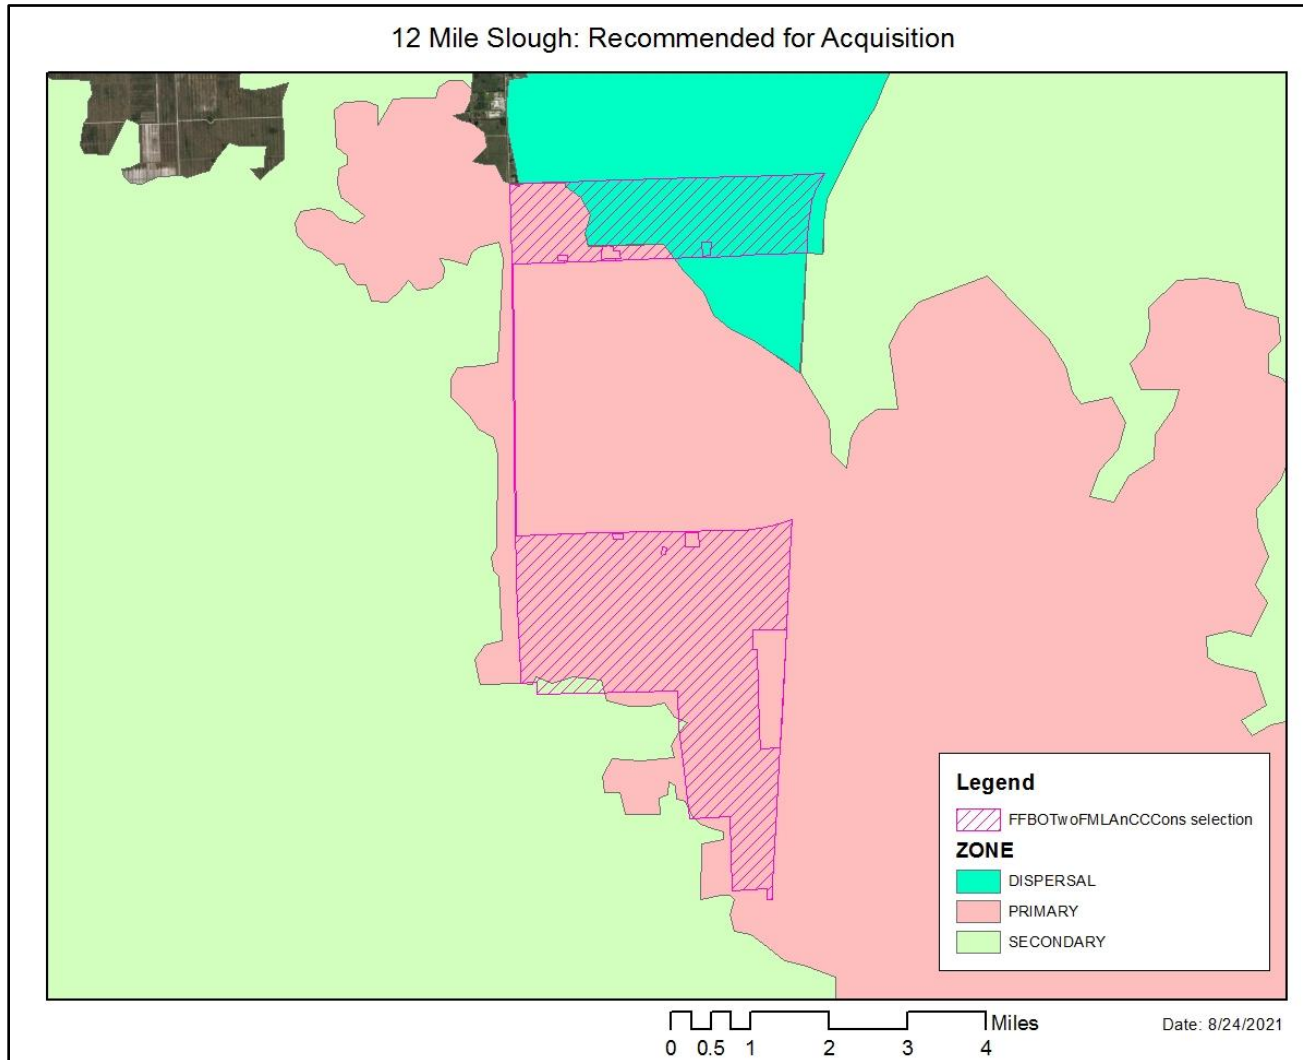 12 Mile Slough: Recommended for Acquisition
Legend
FFBOTwoFMLAnCCCons selection
ZONE
DISPERSAL
PRIMARY
SECONDARY
Miles
0 0.5 1 2 3 4
Date: 8/24/2021